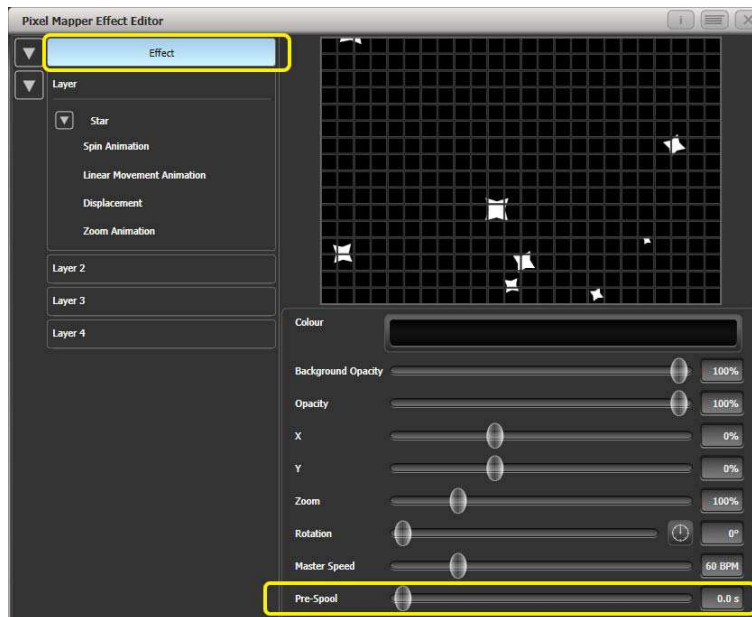 Pixel Mapper Effect Editor
Effect
Layer
Star
Spin Animation
Linear Movement Animation
Displacement
Zoom Animation
Layer 2
Layer 3
Layer 4
Colour
Background Opacity 100%
Opacity 100%
X 0%
Y 0%
Zoom 100%
Rotation 0°
Master Speed 60 BPM
Pre-Spool 0.0 s